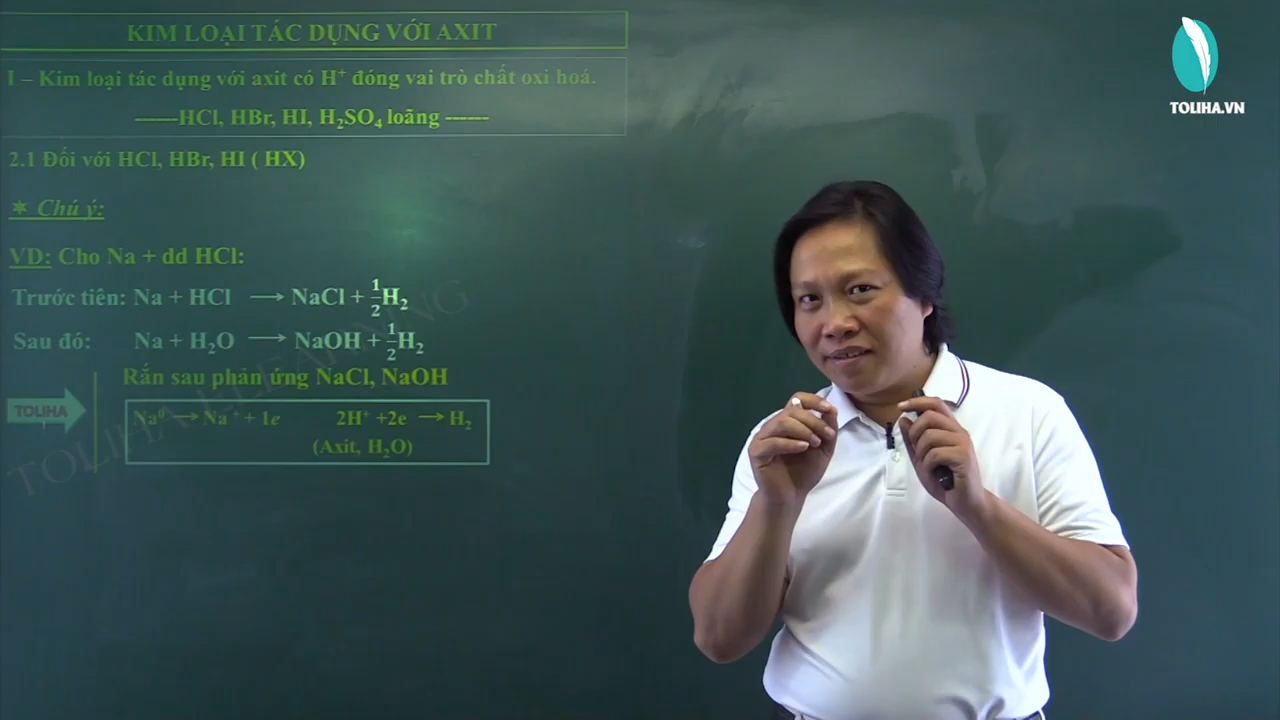 KIM LOẠI TÁC DỤNG VỚI AXIT
I – Kim loại tác dụng với axit có H⁺ đóng vai trò chất oxi hoá.
------HCl, HBr, HI, H₂SO₄ loãng ------
2.1 Đối với HCl, HBr, HI ( HX)
✶ Chú ý:
VD: Cho Na + dd HCl:
Trước tiên: Na + HCl ⟶ NaCl + ½H₂
Sau đó: Na + H₂O ⟶ NaOH + ½H₂
Rắn sau phản ứng NaCl, NaOH
TOLIHA
Na⁰ → Na⁺ + 1e 2H⁺ +2e → H₂
(Axit, H₂O)
TOLIHA E-LEARNING
TOLIHA.VN